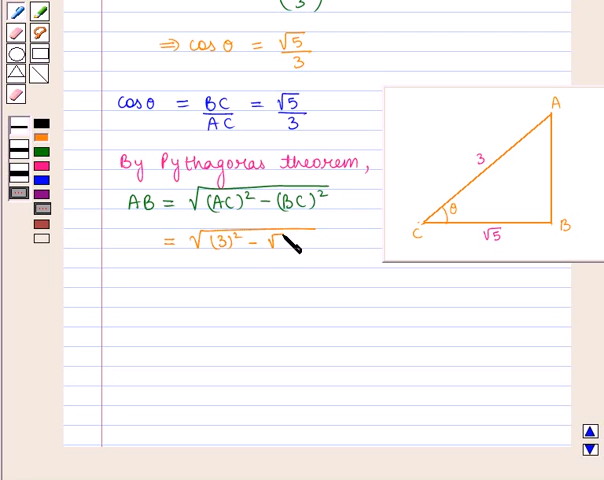 (3)
⇒ cos θ = √5/3
cos θ = BC/AC = √5/3
By Pythagoras theorem,
AB = √((AC)² − (BC)²)
= √((3)² − √
A
3
θ
C
B
√5